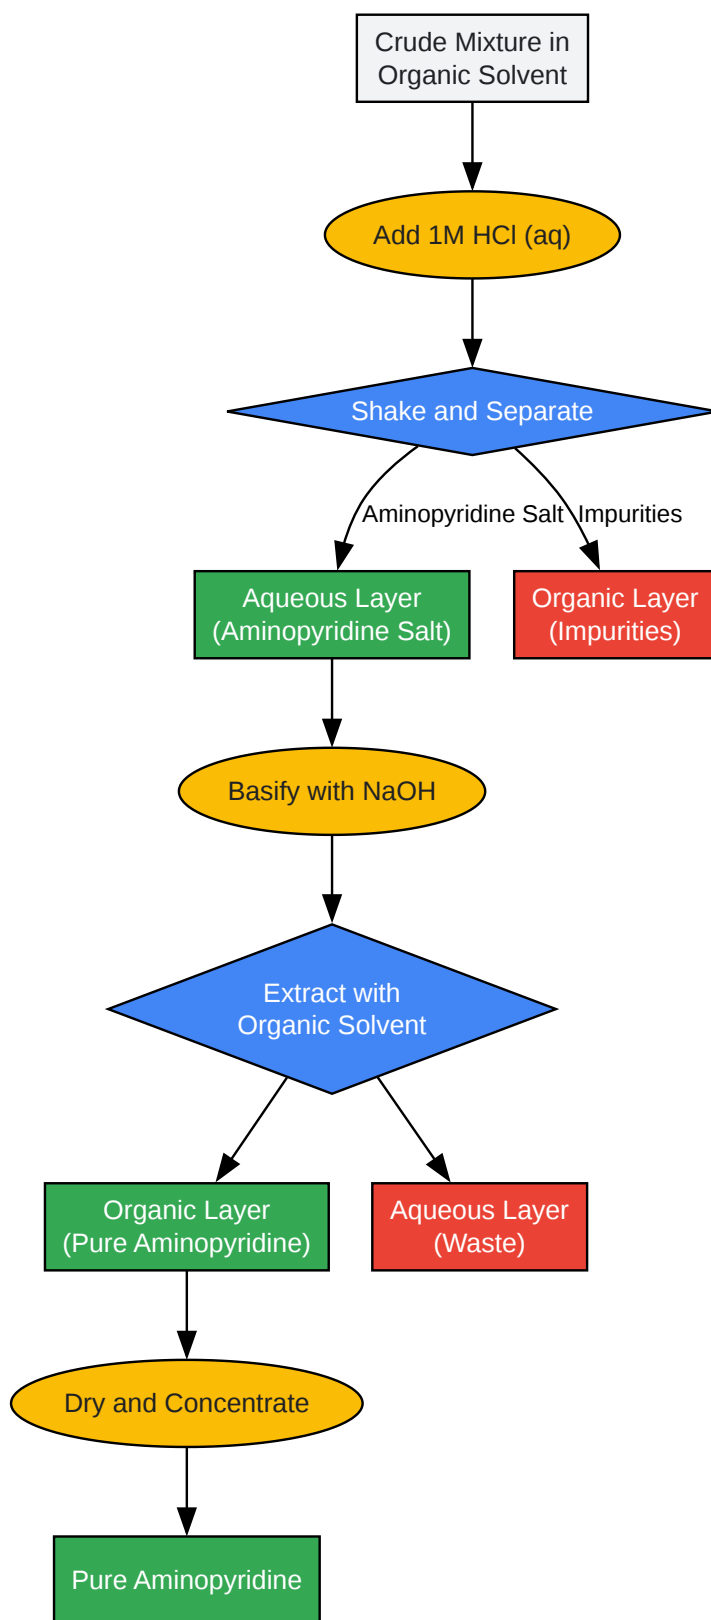 Crude Mixture in
Organic Solvent
Add 1M HCl (aq)
Shake and Separate
Aminopyridine Salt
Impurities
Aqueous Layer
(Aminopyridine Salt)
Organic Layer
(Impurities)
Basify with NaOH
Extract with
Organic Solvent
Organic Layer
(Pure Aminopyridine)
Aqueous Layer
(Waste)
Dry and Concentrate
Pure Aminopyridine